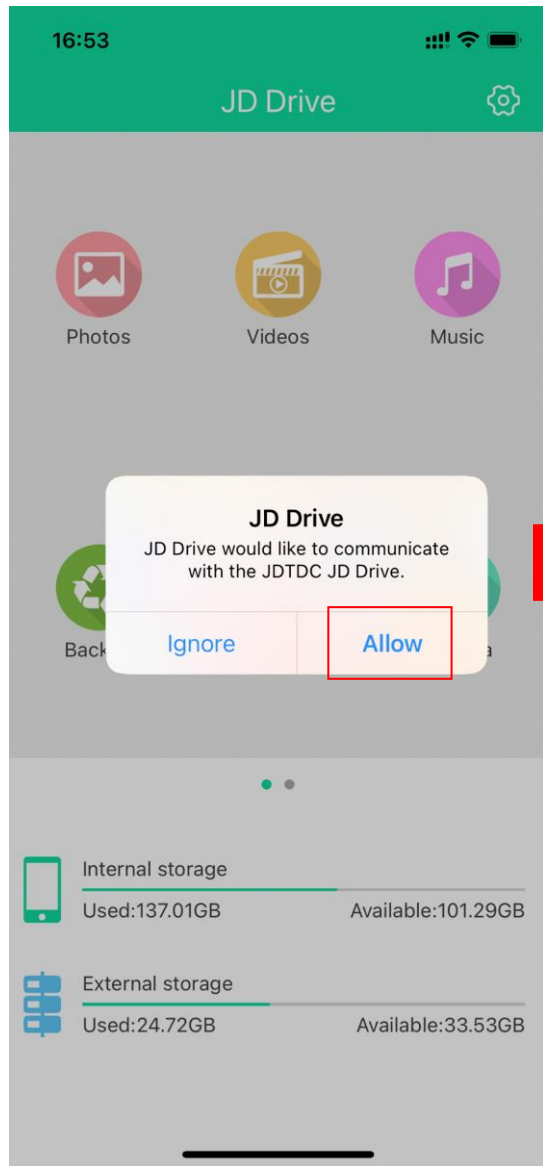 16:53
JD Drive
Photos
Videos
Music
JD Drive
JD Drive would like to communicate
with the JDTDC JD Drive.
Back
a
Ignore
Allow
Internal storage
Used:137.01GB
Available:101.29GB
External storage
Used:24.72GB
Available:33.53GB